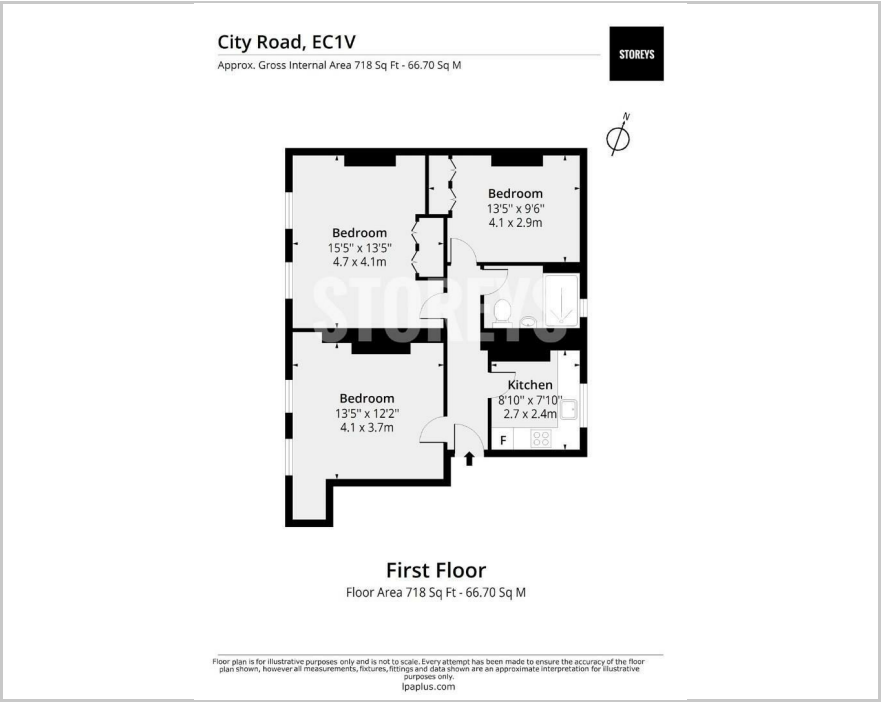 City Road, EC1V
Approx. Gross Internal Area 718 Sq Ft - 66.70 Sq M
STOREYS
N
Bedroom
13'5" x 9'6"
4.1 x 2.9m
Bedroom
15'5" x 13'5"
4.7 x 4.1m
STOREYS
Bedroom
13'5" x 12'2"
4.1 x 3.7m
Kitchen
8'10" x 7'10"
2.7 x 2.4m
F
First Floor
Floor Area 718 Sq Ft - 66.70 Sq M
Floor plan is for illustrative purposes only and is not to scale. Every attempt has been made to ensure the accuracy of the floor
plan shown, however all measurements, fixtures, fittings and data shown are an approximate interpretation for illustrative
purposes only.
lpaplus.com